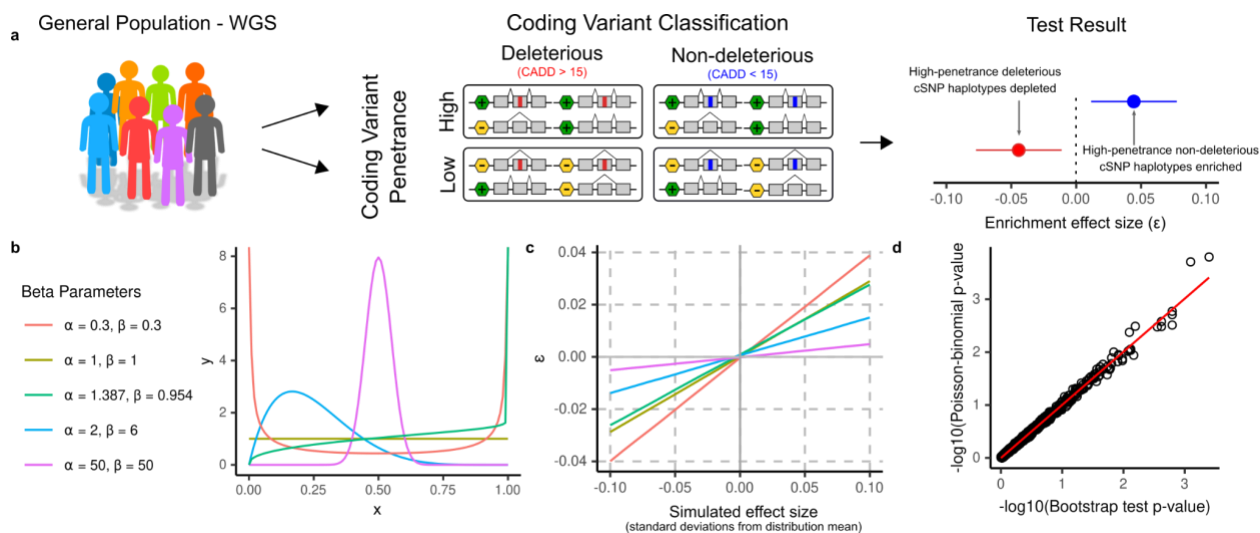 a
General Population - WGS
Coding Variant Classification
Test Result
Coding Variant
Penetrance
Deleterious
(CADD > 15)
Non-deleterious
(CADD < 15)
High
Low
+
+
-
+
-
-
+
-
+
+
-
+
-
-
+
-
High-penetrance deleterious
cSNP haplotypes depleted
High-penetrance non-deleterious
cSNP haplotypes enriched
-0.10 -0.05 0.00 0.05 0.10
Enrichment effect size (ε)
b
Beta Parameters
α = 0.3, β = 0.3
α = 1, β = 1
α = 1.387, β = 0.954
α = 2, β = 6
α = 50, β = 50
y
8
6
4
2
0
0.00 0.25 0.50 0.75 1.00
x
c
ε
0.04
0.02
0.00
-0.02
-0.04
-0.10 -0.05 0.00 0.05 0.10
Simulated effect size
(standard deviations from distribution mean)
d
-log10(Poisson-binomial p-value)
3
2
1
0
0 1 2 3
-log10(Bootstrap test p-value)